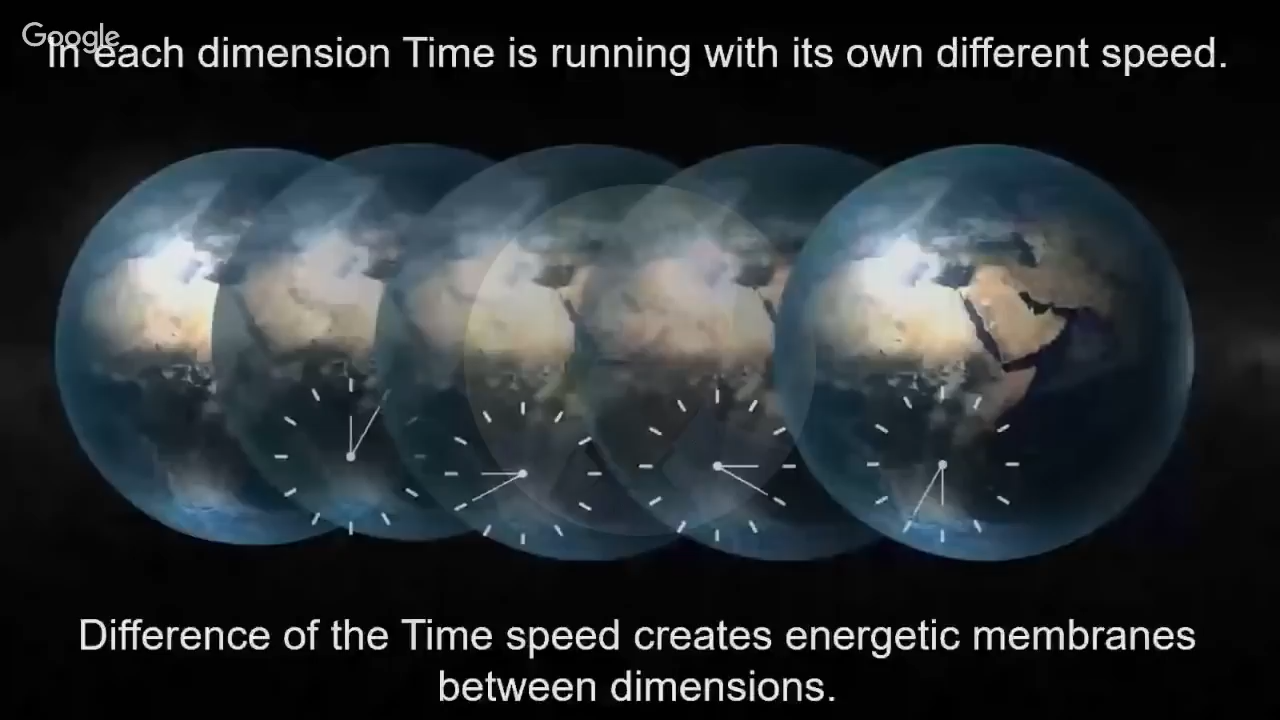 Google
In each dimension Time is running with its own different speed.
Difference of the Time speed creates energetic membranes
between dimensions.